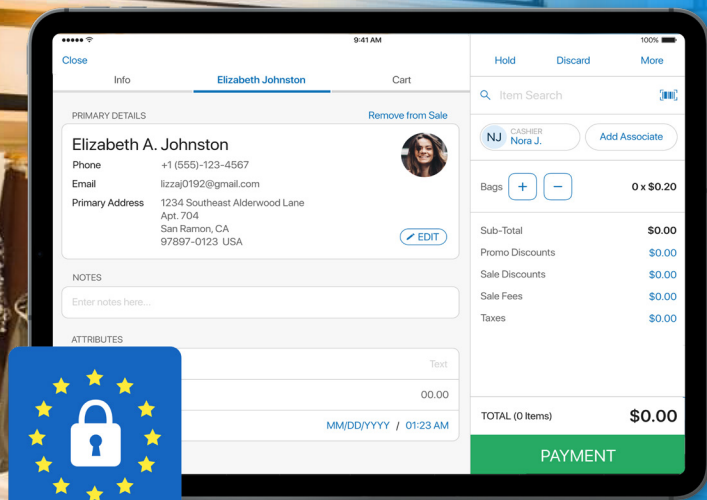 9:41 AM
100%
Close
Info
Elizabeth Johnston
Cart
PRIMARY DETAILS
Remove from Sale
Elizabeth A. Johnston
Phone +1 (555)-123-4567
Email lizzaj0192@gmail.com
Primary Address 1234 Southeast Alderwood Lane
Apt. 704
San Ramon, CA
97897-0123 USA
EDIT
NOTES
Enter notes here...
ATTRIBUTES
Text
00.00
MM/DD/YYYY / 01:23 AM
Hold
Discard
More
Item Search
NJ
CASHIER
Nora J.
Add Associate
Bags + − 0 x $0.20
Sub-Total $0.00
Promo Discounts $0.00
Sale Discounts $0.00
Sale Fees $0.00
Taxes $0.00
TOTAL (0 Items) $0.00
PAYMENT